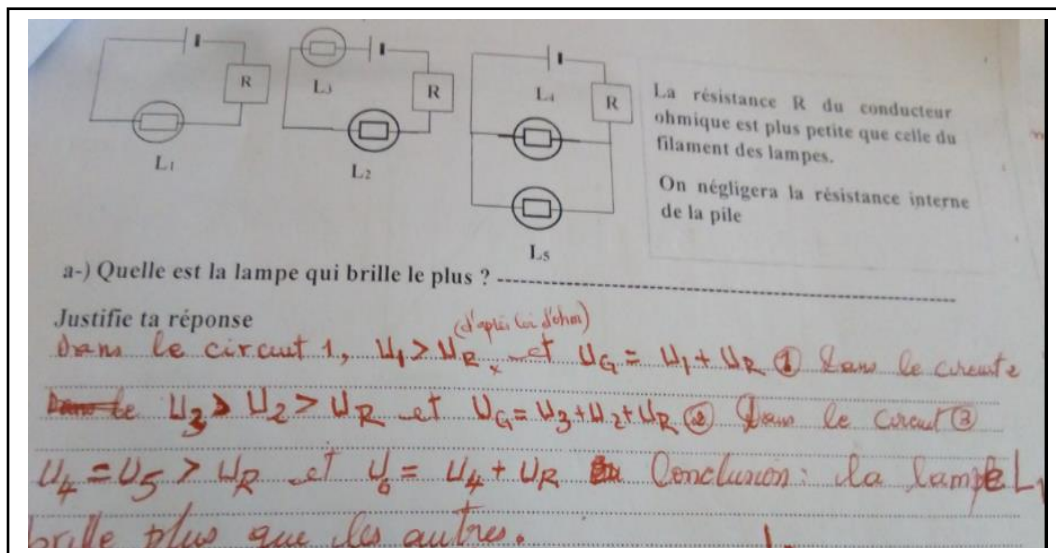 R
L1
L3
R
L2
L4
R
L5
La résistance R du conducteur
ohmique est plus petite que celle du
filament des lampes.
On négligera la résistance interne
de la pile
a-) Quelle est la lampe qui brille le plus ?
Justifie ta réponse
(d'après loi d'ohm)
Dans le circuit 1, U1 > UR et UG = U1 + UR ① Dans le circuit 2
U3 > U2 > UR et UG = U3 + U2 + UR ② Dans le circuit ③
U4 = U5 > UR et UG = U4 + UR Conclusion : la lampe L1
brille plus que les autres.